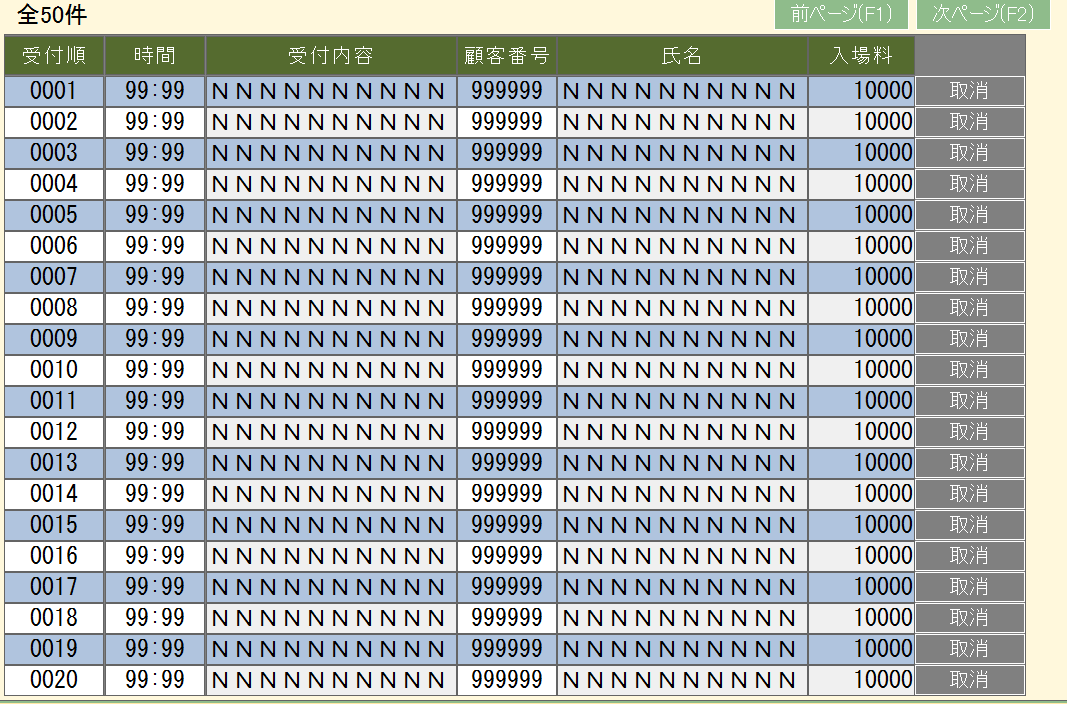 全50件 前ページ(F1) 次ページ(F2)
受付順 時間 受付内容 顧客番号 氏名 入場料
0001 99:99 ＮＮＮＮＮＮＮＮＮＮ 999999 ＮＮＮＮＮＮＮＮＮＮ 10000 取消
0002 99:99 ＮＮＮＮＮＮＮＮＮＮ 999999 ＮＮＮＮＮＮＮＮＮＮ 10000 取消
0003 99:99 ＮＮＮＮＮＮＮＮＮＮ 999999 ＮＮＮＮＮＮＮＮＮＮ 10000 取消
0004 99:99 ＮＮＮＮＮＮＮＮＮＮ 999999 ＮＮＮＮＮＮＮＮＮＮ 10000 取消
0005 99:99 ＮＮＮＮＮＮＮＮＮＮ 999999 ＮＮＮＮＮＮＮＮＮＮ 10000 取消
0006 99:99 ＮＮＮＮＮＮＮＮＮＮ 999999 ＮＮＮＮＮＮＮＮＮＮ 10000 取消
0007 99:99 ＮＮＮＮＮＮＮＮＮＮ 999999 ＮＮＮＮＮＮＮＮＮＮ 10000 取消
0008 99:99 ＮＮＮＮＮＮＮＮＮＮ 999999 ＮＮＮＮＮＮＮＮＮＮ 10000 取消
0009 99:99 ＮＮＮＮＮＮＮＮＮＮ 999999 ＮＮＮＮＮＮＮＮＮＮ 10000 取消
0010 99:99 ＮＮＮＮＮＮＮＮＮＮ 999999 ＮＮＮＮＮＮＮＮＮＮ 10000 取消
0011 99:99 ＮＮＮＮＮＮＮＮＮＮ 999999 ＮＮＮＮＮＮＮＮＮＮ 10000 取消
0012 99:99 ＮＮＮＮＮＮＮＮＮＮ 999999 ＮＮＮＮＮＮＮＮＮＮ 10000 取消
0013 99:99 ＮＮＮＮＮＮＮＮＮＮ 999999 ＮＮＮＮＮＮＮＮＮＮ 10000 取消
0014 99:99 ＮＮＮＮＮＮＮＮＮＮ 999999 ＮＮＮＮＮＮＮＮＮＮ 10000 取消
0015 99:99 ＮＮＮＮＮＮＮＮＮＮ 999999 ＮＮＮＮＮＮＮＮＮＮ 10000 取消
0016 99:99 ＮＮＮＮＮＮＮＮＮＮ 999999 ＮＮＮＮＮＮＮＮＮＮ 10000 取消
0017 99:99 ＮＮＮＮＮＮＮＮＮＮ 999999 ＮＮＮＮＮＮＮＮＮＮ 10000 取消
0018 99:99 ＮＮＮＮＮＮＮＮＮＮ 999999 ＮＮＮＮＮＮＮＮＮＮ 10000 取消
0019 99:99 ＮＮＮＮＮＮＮＮＮＮ 999999 ＮＮＮＮＮＮＮＮＮＮ 10000 取消
0020 99:99 ＮＮＮＮＮＮＮＮＮＮ 999999 ＮＮＮＮＮＮＮＮＮＮ 10000 取消